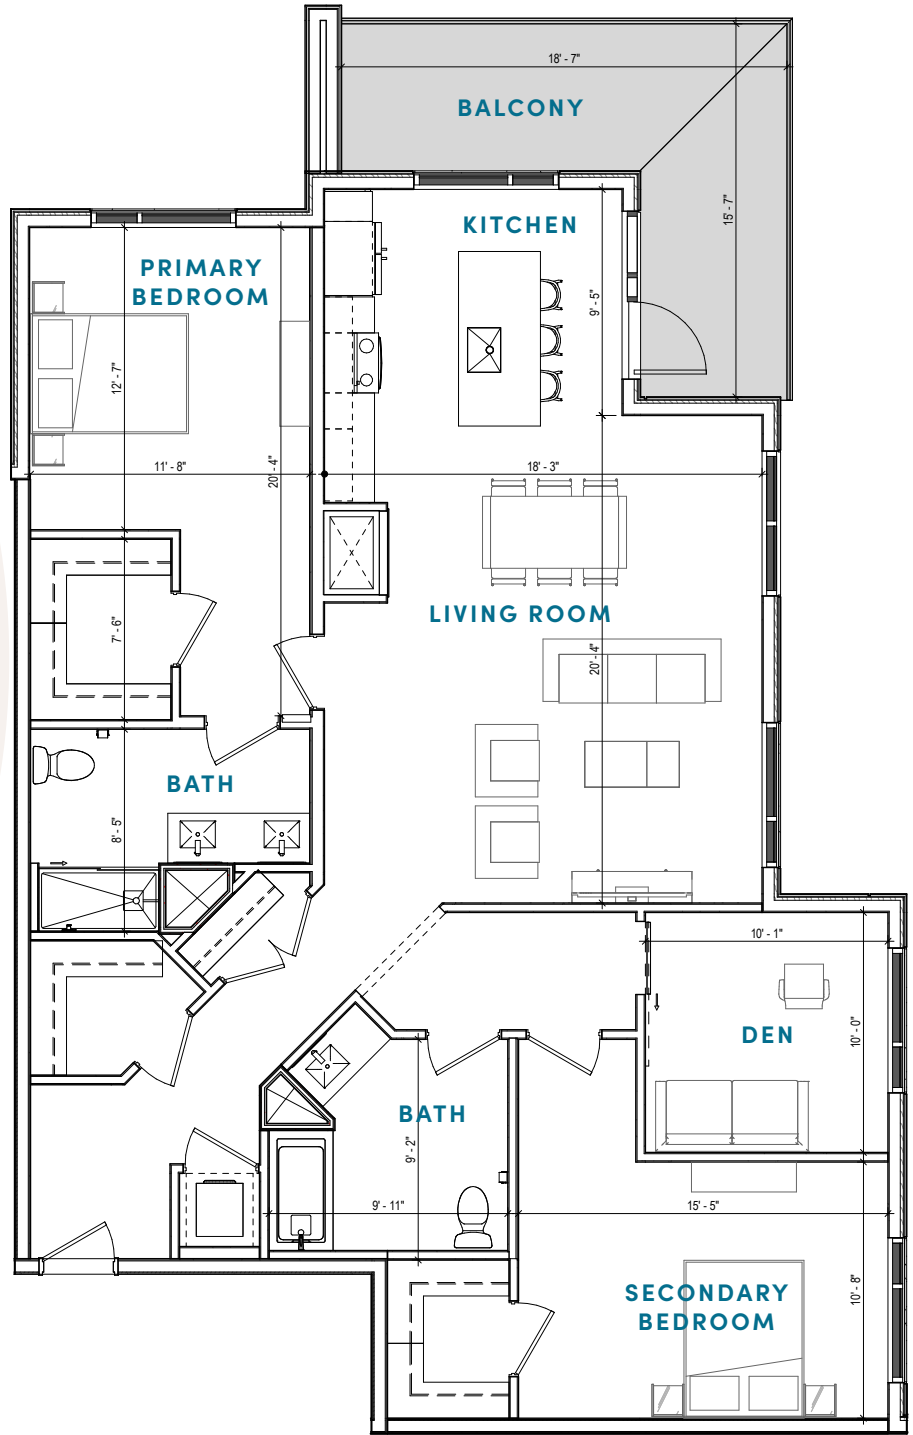 18' - 7"
BALCONY
15' - 7"
KITCHEN
PRIMARY
BEDROOM
9' - 5"
12' - 7"
11' - 8"
20' - 4"
18' - 3"
LIVING ROOM
7' - 6"
20' - 4"
BATH
8' - 5"
10' - 1"
DEN
10' - 0"
BATH
9' - 2"
9' - 11"
15' - 5"
SECONDARY
BEDROOM
10' - 8"